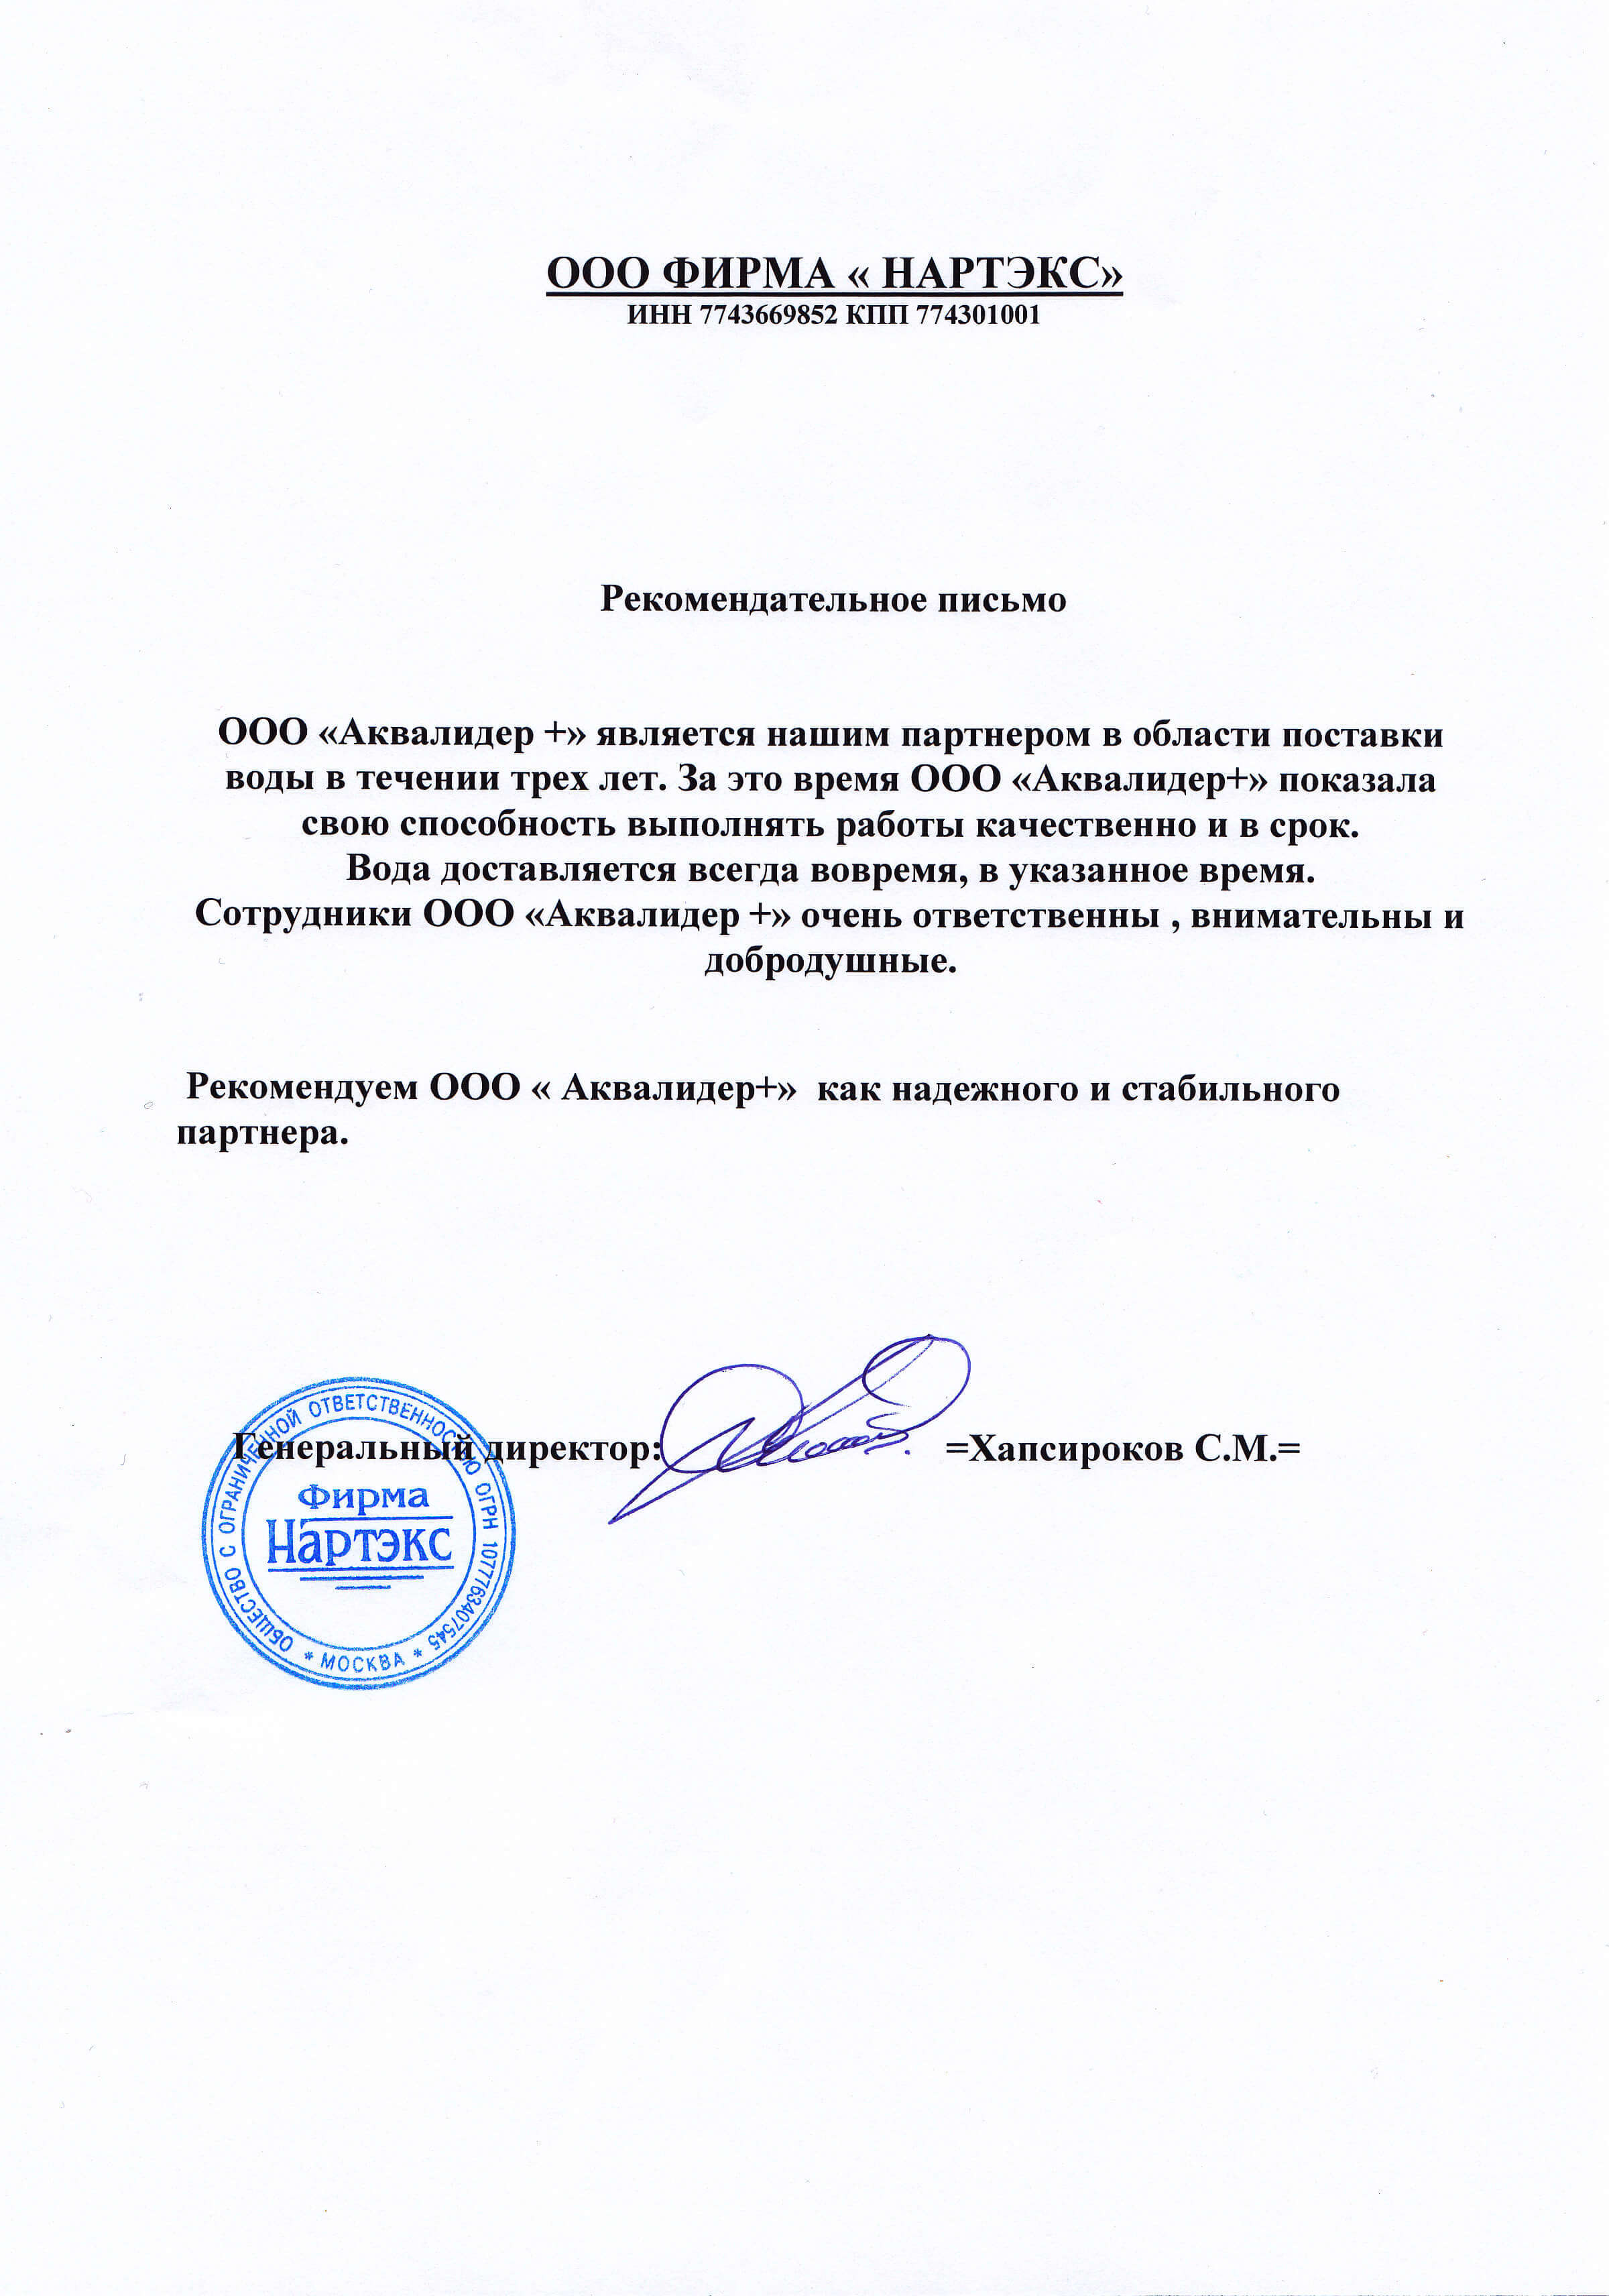 ООО ФИРМА « НАРТЭКС»
ИНН 7743669852 КПП 774301001
Рекомендательное письмо
ООО «Аквалидер +» является нашим партнером в области поставки
воды в течении трех лет. За это время ООО «Аквалидер+» показала
свою способность выполнять работы качественно и в срок.
Вода доставляется всегда вовремя, в указанное время.
Сотрудники ООО «Аквалидер +» очень ответственны , внимательны и
добродушные.
Рекомендуем ООО « Аквалидер+» как надежного и стабильного
партнера.
Генеральный директор: =Хапсироков С.М.=
ОБЩЕСТВО С ОГРАНИЧЕННОЙ ОТВЕТСТВЕННОСТЬЮ ОГРН 1077763407545
Фирма
Нартэкс
* МОСКВА *